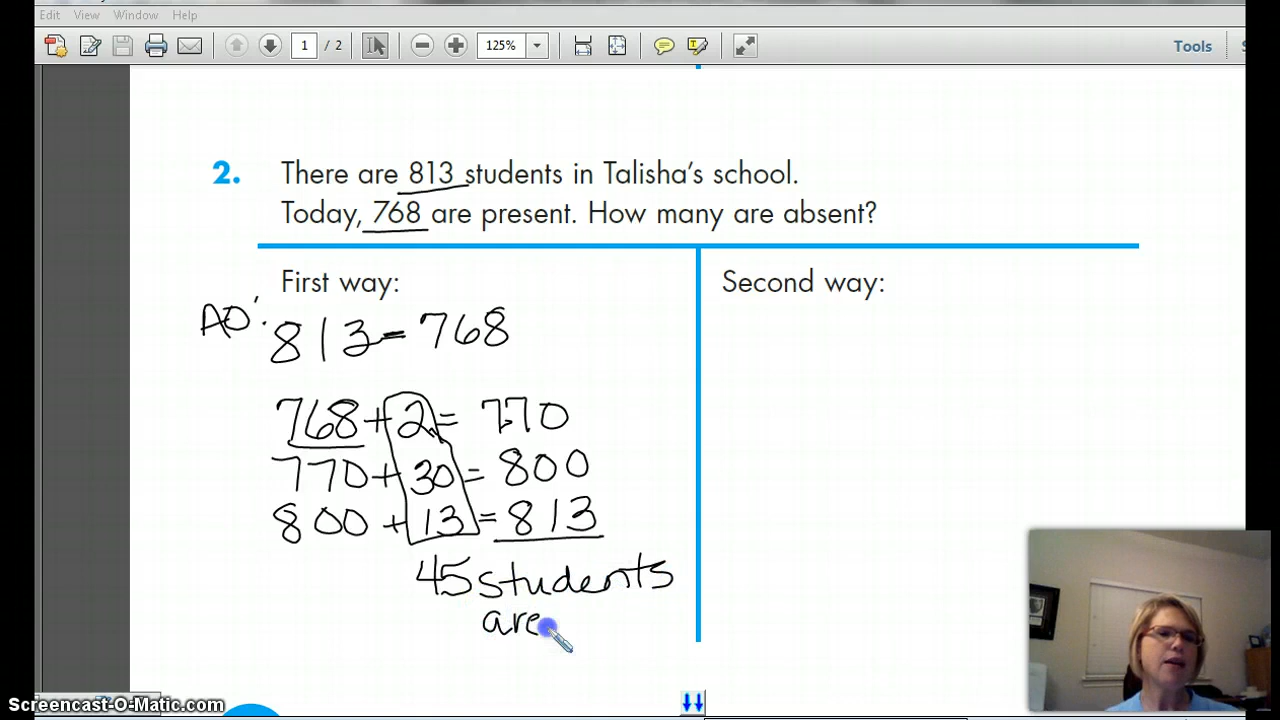 Edit View Window Help
1 / 2 125% Tools
2. There are 813 students in Talisha's school.
Today, 768 are present. How many are absent?
First way:
AO:
813-768
768+2=770
770+30=800
800+13=813
45 students
are
Second way:
Screencast-O-Matic.com